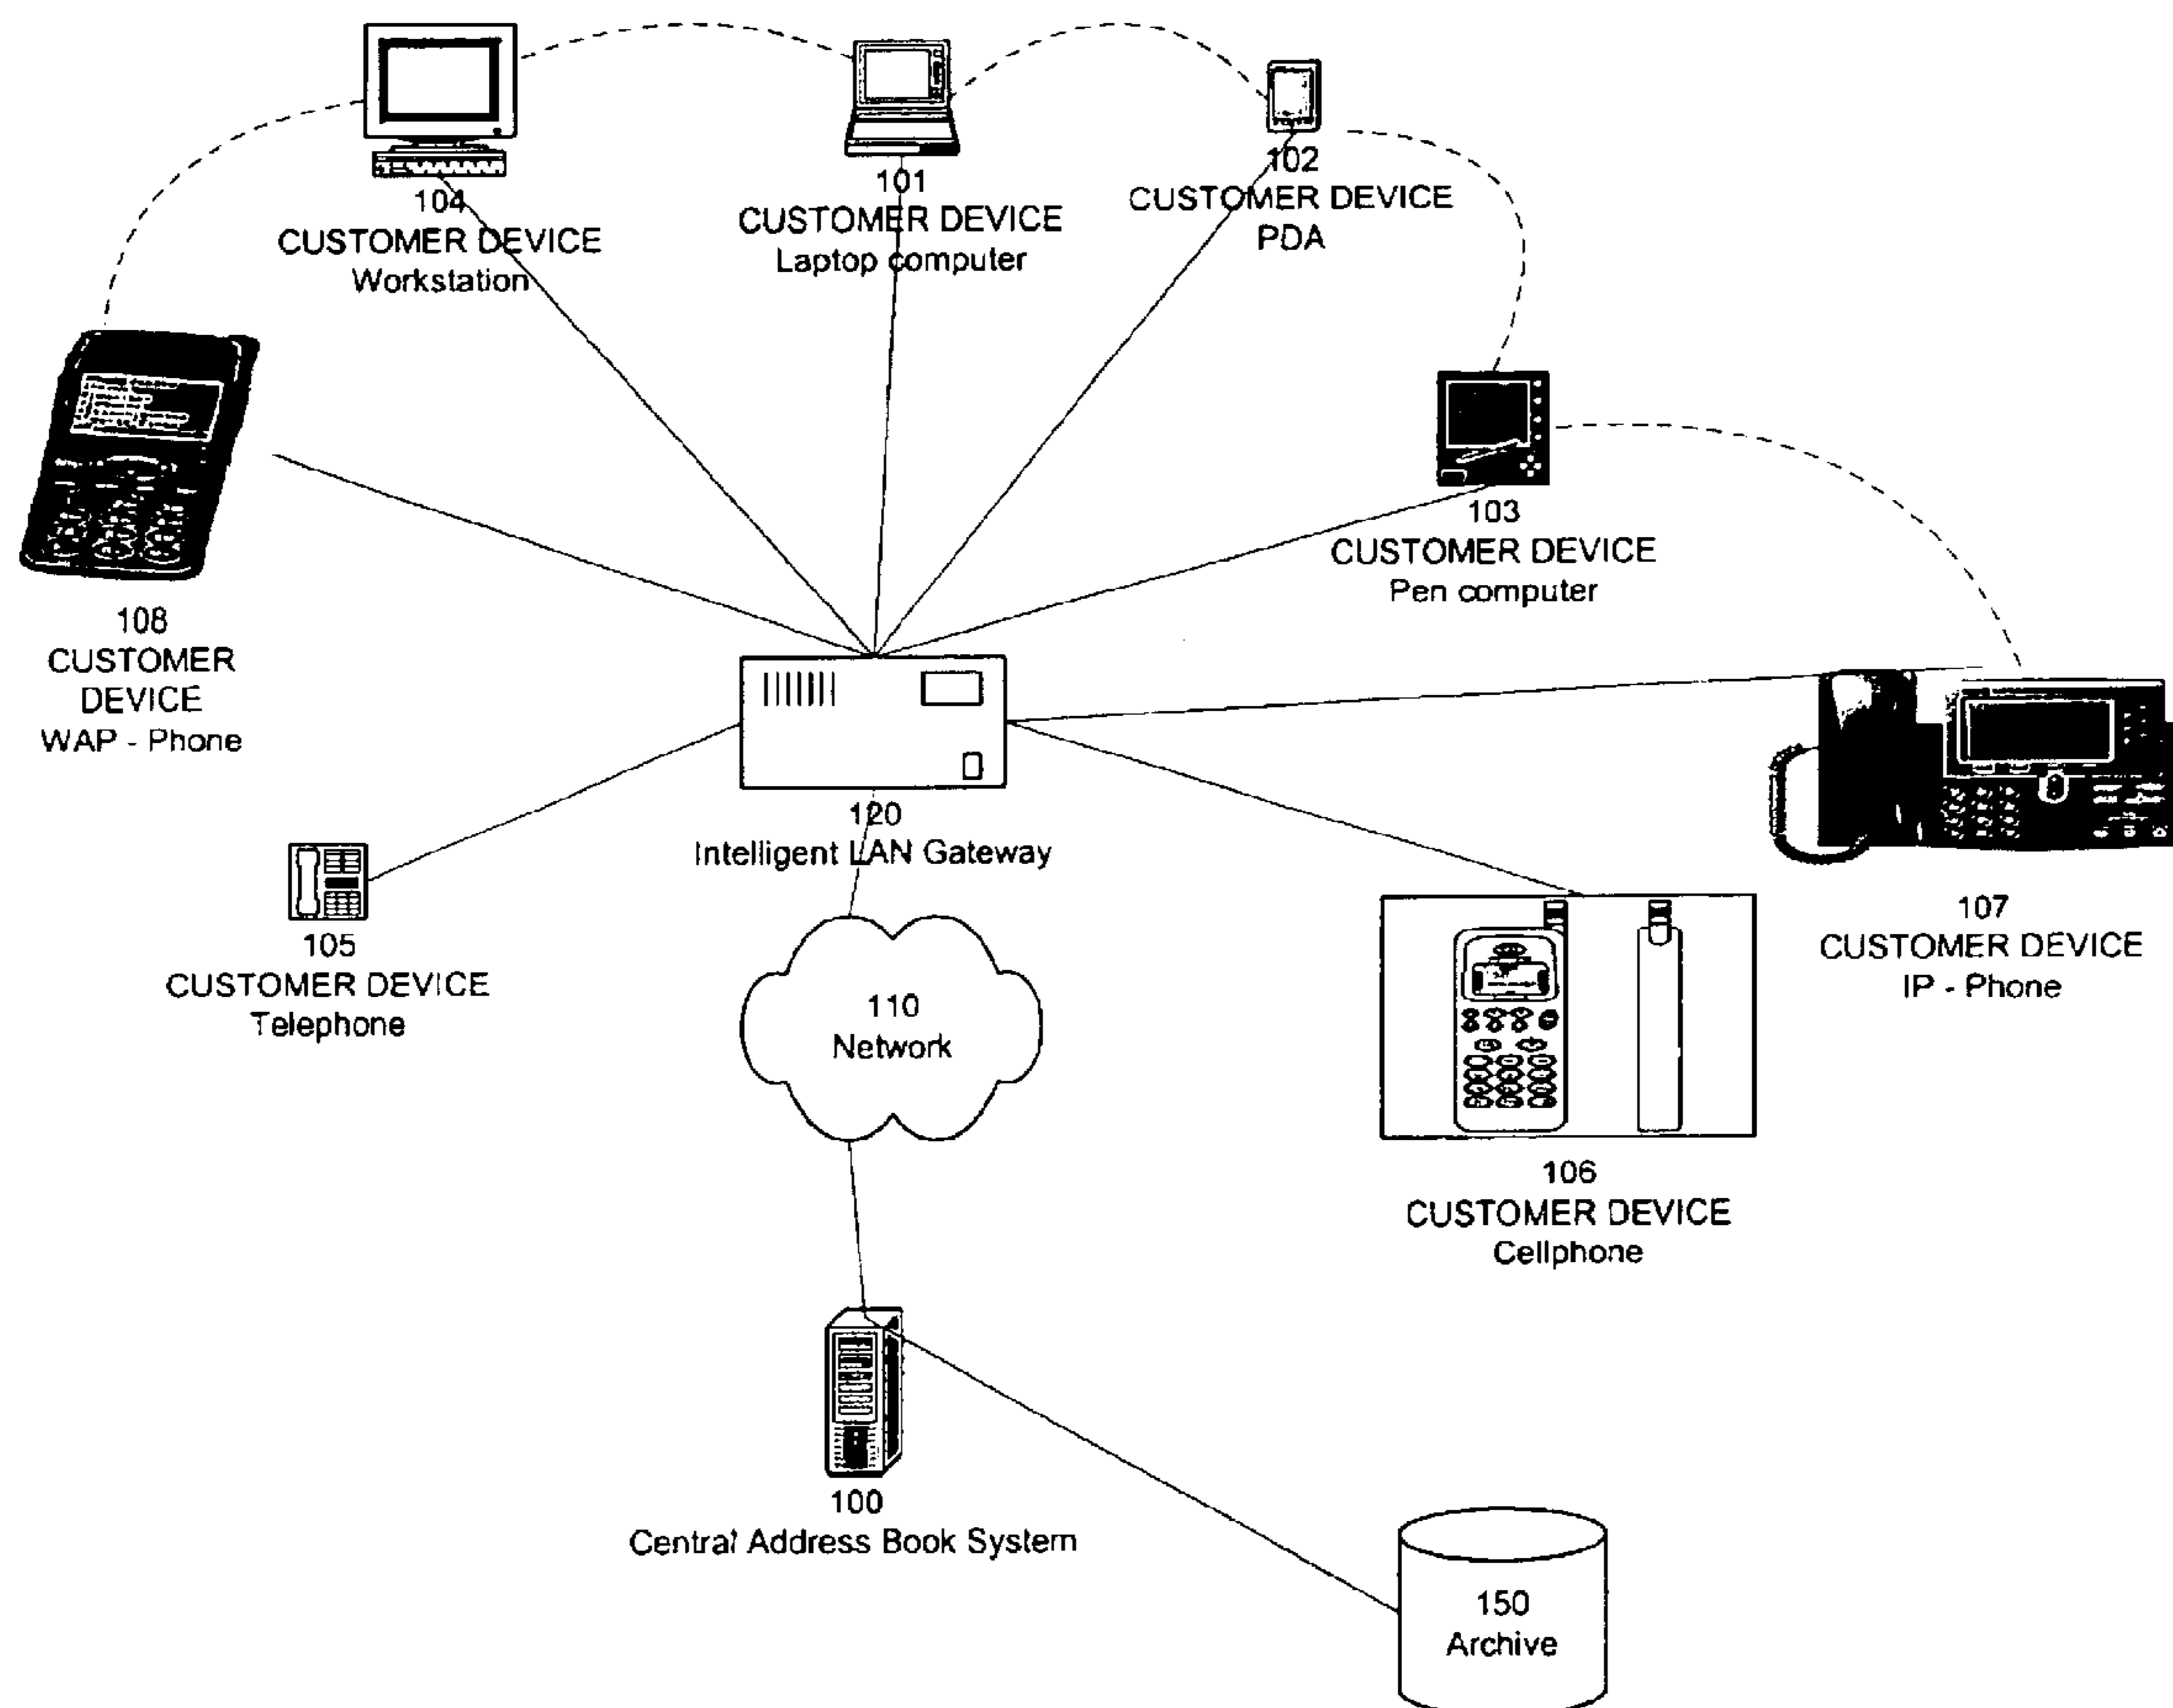 104
CUSTOMER DEVICE
Workstation
101
CUSTOMER DEVICE
Laptop computer
102
CUSTOMER DEVICE
PDA
103
CUSTOMER DEVICE
Pen computer
108
CUSTOMER
DEVICE
WAP - Phone
120
Intelligent LAN Gateway
105
CUSTOMER DEVICE
Telephone
107
CUSTOMER DEVICE
IP - Phone
110
Network
106
CUSTOMER DEVICE
Cellphone
100
Central Address Book System
150
Archive